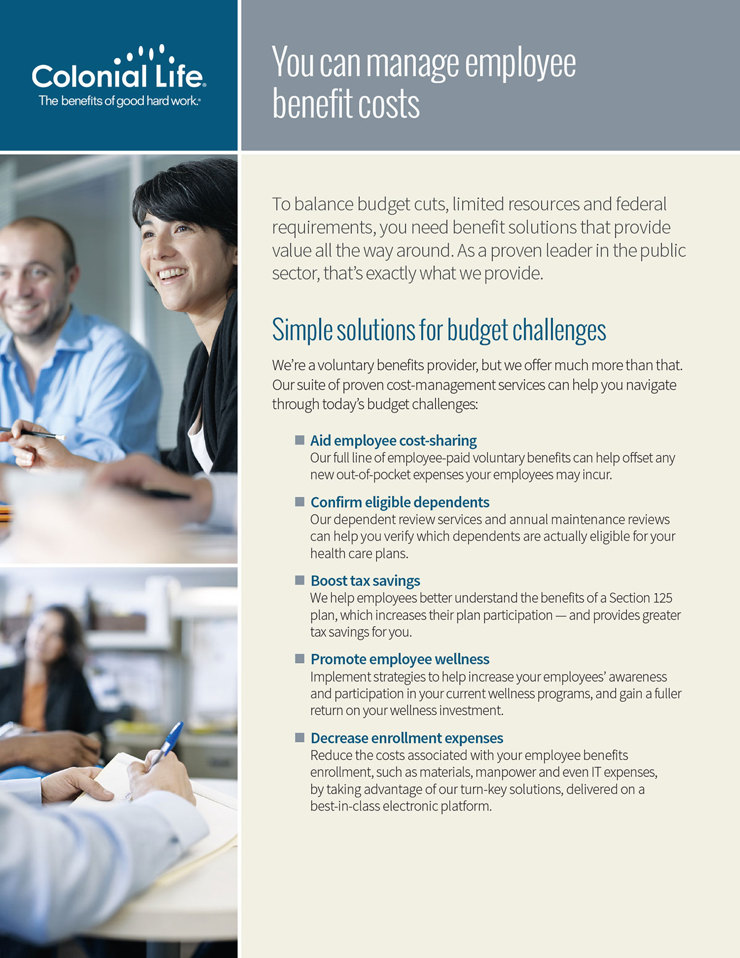 Colonial Life®
The benefits of good hard work.®
You can manage employee
benefit costs
To balance budget cuts, limited resources and federal
requirements, you need benefit solutions that provide
value all the way around. As a proven leader in the public
sector, that’s exactly what we provide.
Simple solutions for budget challenges
We’re a voluntary benefits provider, but we offer much more than that.
Our suite of proven cost-management services can help you navigate
through today’s budget challenges:
■ Aid employee cost-sharing
Our full line of employee-paid voluntary benefits can help offset any
new out-of-pocket expenses your employees may incur.
■ Confirm eligible dependents
Our dependent review services and annual maintenance reviews
can help you verify which dependents are actually eligible for your
health care plans.
■ Boost tax savings
We help employees better understand the benefits of a Section 125
plan, which increases their plan participation — and provides greater
tax savings for you.
■ Promote employee wellness
Implement strategies to help increase your employees’ awareness
and participation in your current wellness programs, and gain a fuller
return on your wellness investment.
■ Decrease enrollment expenses
Reduce the costs associated with your employee benefits
enrollment, such as materials, manpower and even IT expenses,
by taking advantage of our turn-key solutions, delivered on a
best-in-class electronic platform.